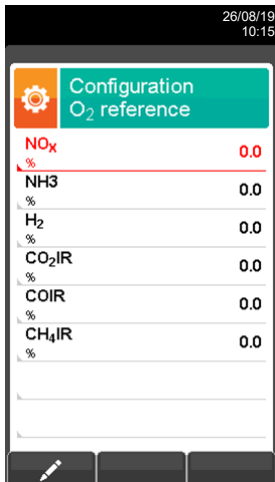 26/08/19
10:15
Configuration
O₂ reference
NOx 0.0
%
NH3 0.0
%
H₂ 0.0
%
CO₂IR 0.0
%
COIR 0.0
%
CH₄IR 0.0
%